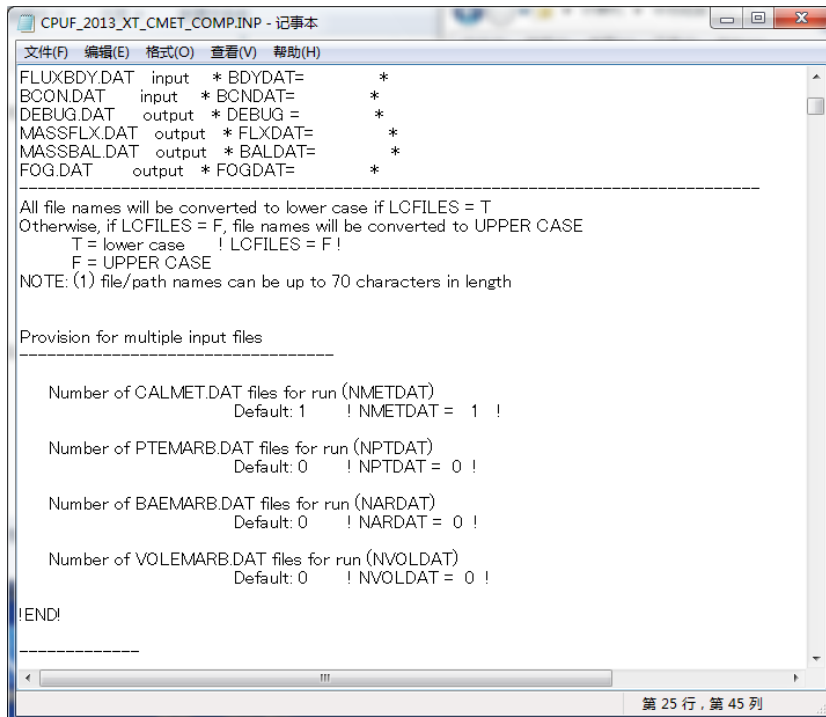 CPUF_2013_XT_CMET_COMP.INP - 记事本
文件(F) 编辑(E) 格式(O) 查看(V) 帮助(H)
FLUXBDY.DAT input * BDYDAT= *
BCON.DAT input * BCNDAT= *
DEBUG.DAT output * DEBUG = *
MASSFLX.DAT output * FLXDAT= *
MASSBAL.DAT output * BALDAT= *
FOG.DAT output * FOGDAT= *
--------------------------------------------------------------------------------
All file names will be converted to lower case if LCFILES = T
Otherwise, if LCFILES = F, file names will be converted to UPPER CASE
T = lower case ! LCFILES = F !
F = UPPER CASE
NOTE: (1) file/path names can be up to 70 characters in length
Provision for multiple input files
----------------------------------
Number of CALMET.DAT files for run (NMETDAT)
Default: 1 ! NMETDAT = 1 !
Number of PTEMARB.DAT files for run (NPTDAT)
Default: 0 ! NPTDAT = 0 !
Number of BAEMARB.DAT files for run (NARDAT)
Default: 0 ! NARDAT = 0 !
Number of VOLEMARB.DAT files for run (NVOLDAT)
Default: 0 ! NVOLDAT = 0 !
!END!
-------------
第 25 行，第 45 列